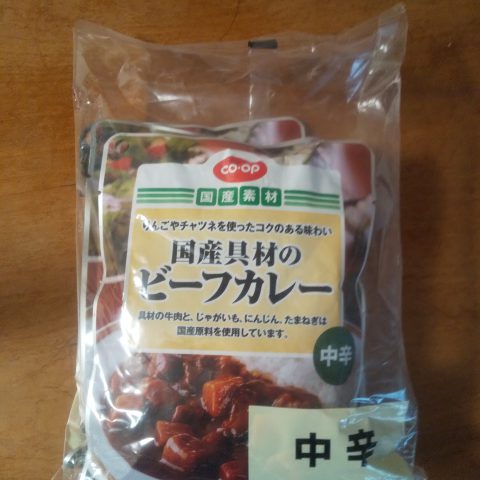 CO・OP
国産素材
りんごやチャツネを使ったコクのある味わい
国産具材の
ビーフカレー
具材の牛肉と、じゃがいも、にんじん、たまねぎは
国産原料を使用しています。
中辛
中辛